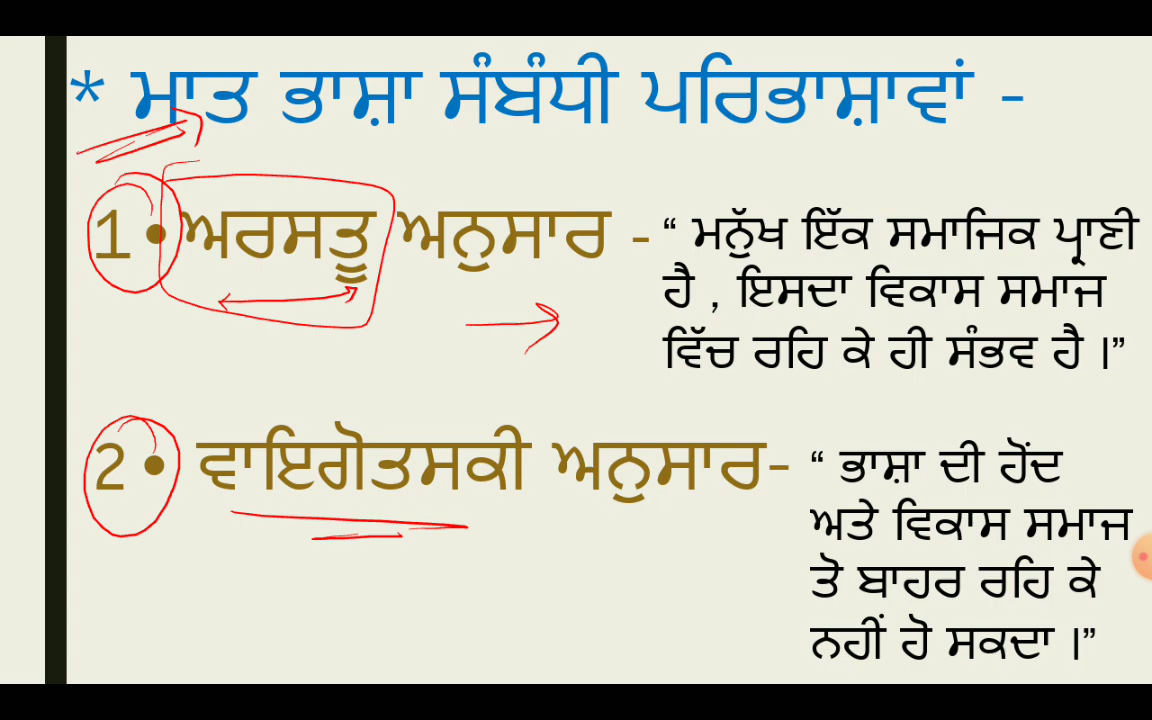 * ਮਾਤ ਭਾਸ਼ਾ ਸੰਬੰਧੀ ਪਰਿਭਾਸ਼ਾਵਾਂ -
1• ਅਰਸਤੂ ਅਨੁਸਾਰ -
“ ਮਨੁੱਖ ਇੱਕ ਸਮਾਜਿਕ ਪ੍ਰਾਣੀ
ਹੈ , ਇਸਦਾ ਵਿਕਾਸ ਸਮਾਜ
ਵਿੱਚ ਰਹਿ ਕੇ ਹੀ ਸੰਭਵ ਹੈ ।”
2• ਵਾਇਗੋਤਸਕੀ ਅਨੁਸਾਰ-
“ ਭਾਸ਼ਾ ਦੀ ਹੋਂਦ
ਅਤੇ ਵਿਕਾਸ ਸਮਾਜ
ਤੋ ਬਾਹਰ ਰਹਿ ਕੇ
ਨਹੀਂ ਹੋ ਸਕਦਾ ।”